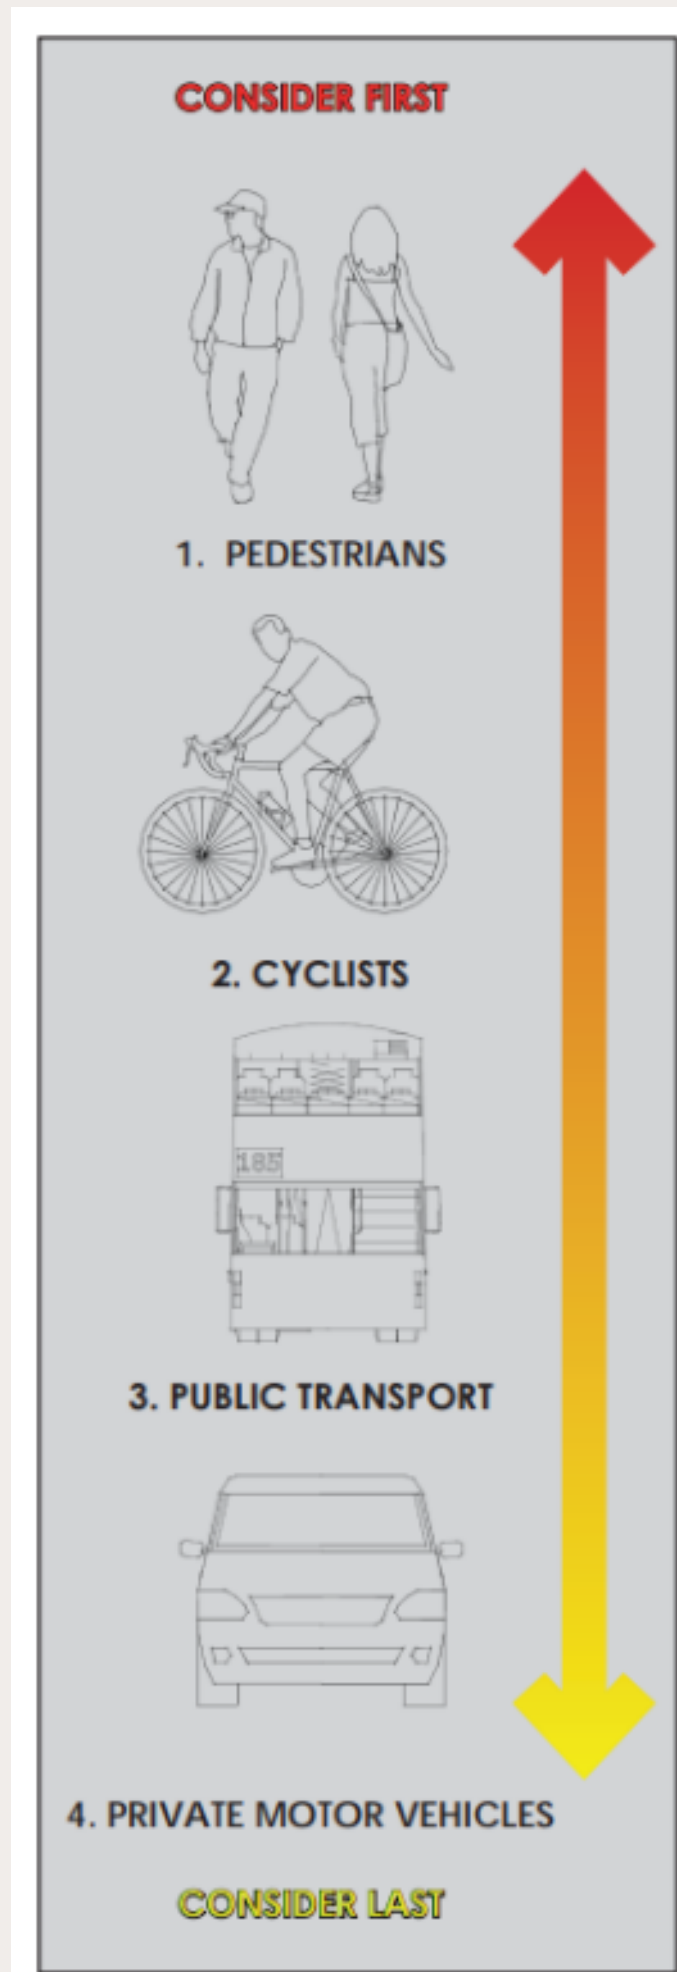 CONSIDER FIRST
1. PEDESTRIANS
2. CYCLISTS
185
3. PUBLIC TRANSPORT
4. PRIVATE MOTOR VEHICLES
CONSIDER LAST